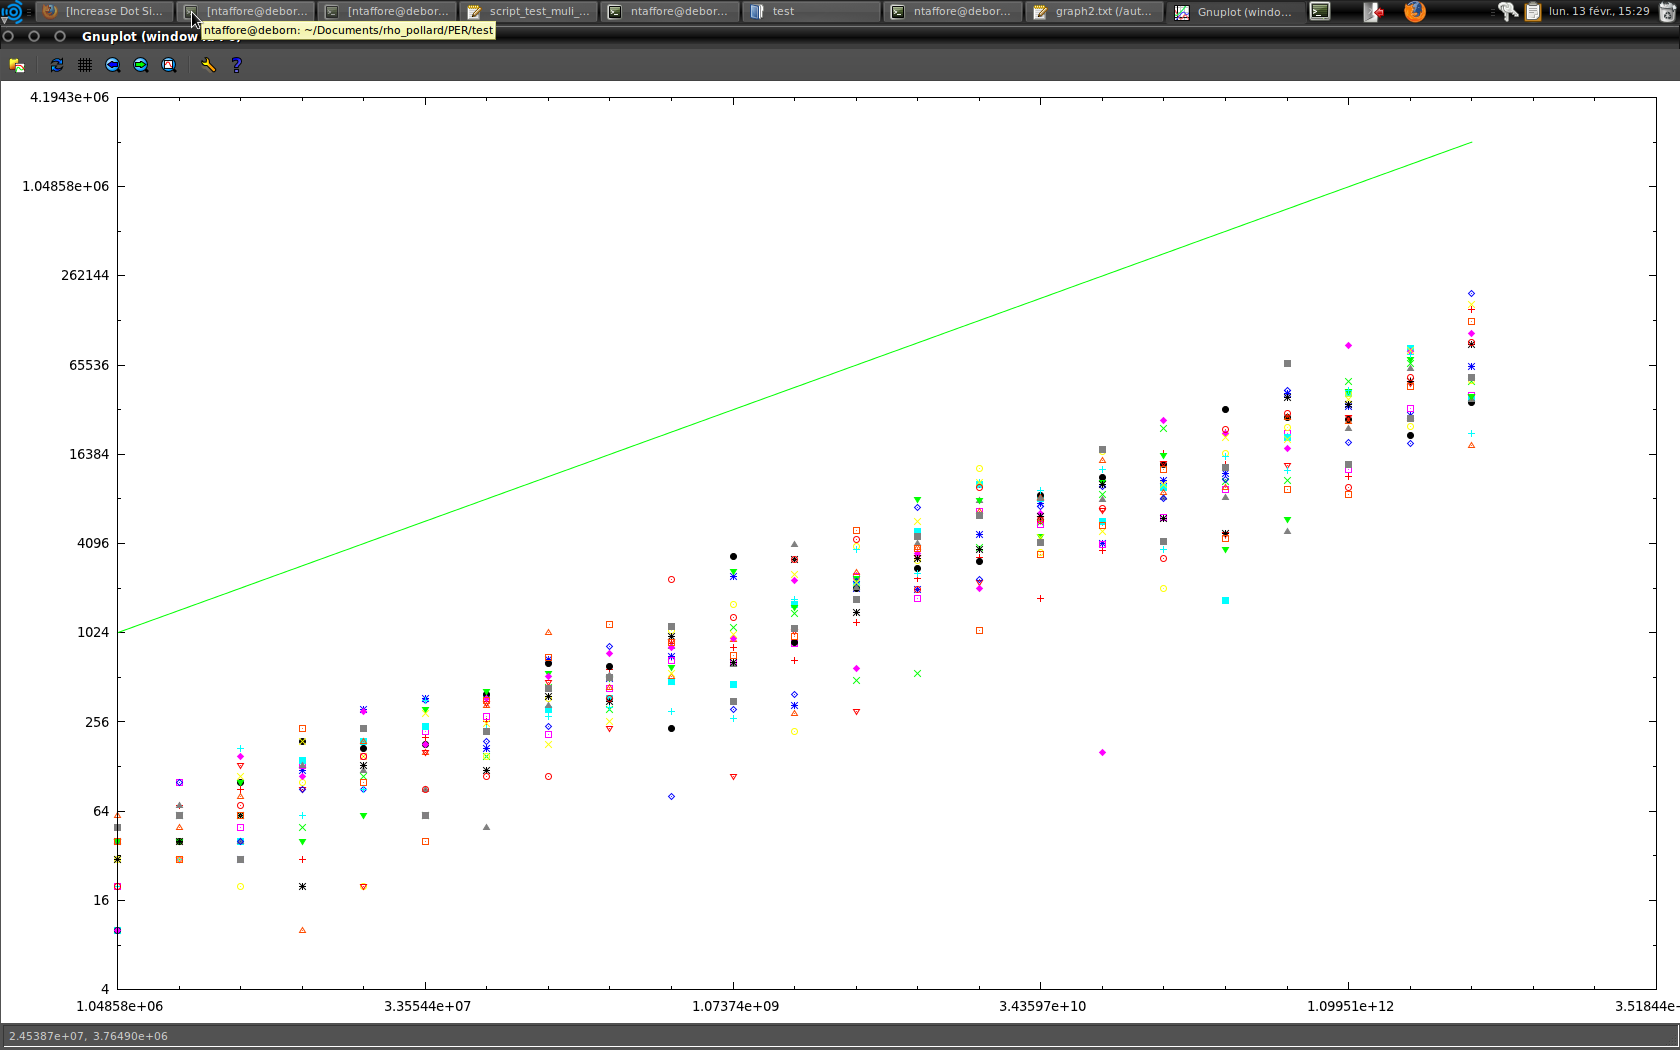 [Increase Dot Si...
[ntaffore@debor...
[ntaffore@debor...
script_test_muli_...
ntaffore@debor...
test
ntaffore@debor...
graph2.txt (/aut...
Gnuplot (windo...
lun. 13 févr., 15:29
Gnuplot (window
ntaffore@deborn: ~/Documents/rho_pollard/PER/test
?
4.1943e+06
1.04858e+06
262144
65536
16384
4096
1024
256
64
16
4
1.04858e+06
3.35544e+07
1.07374e+09
3.43597e+10
1.09951e+12
3.51844e-
2.45387e+07, 3.76490e+06